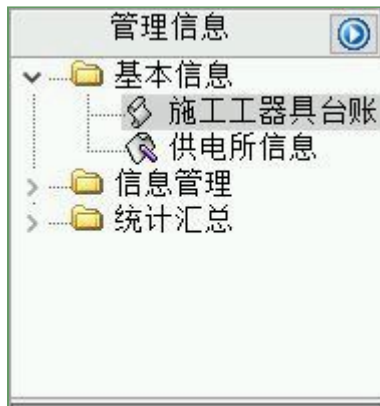 管理信息
基本信息
施工工器具台账
供电所信息
信息管理
统计汇总